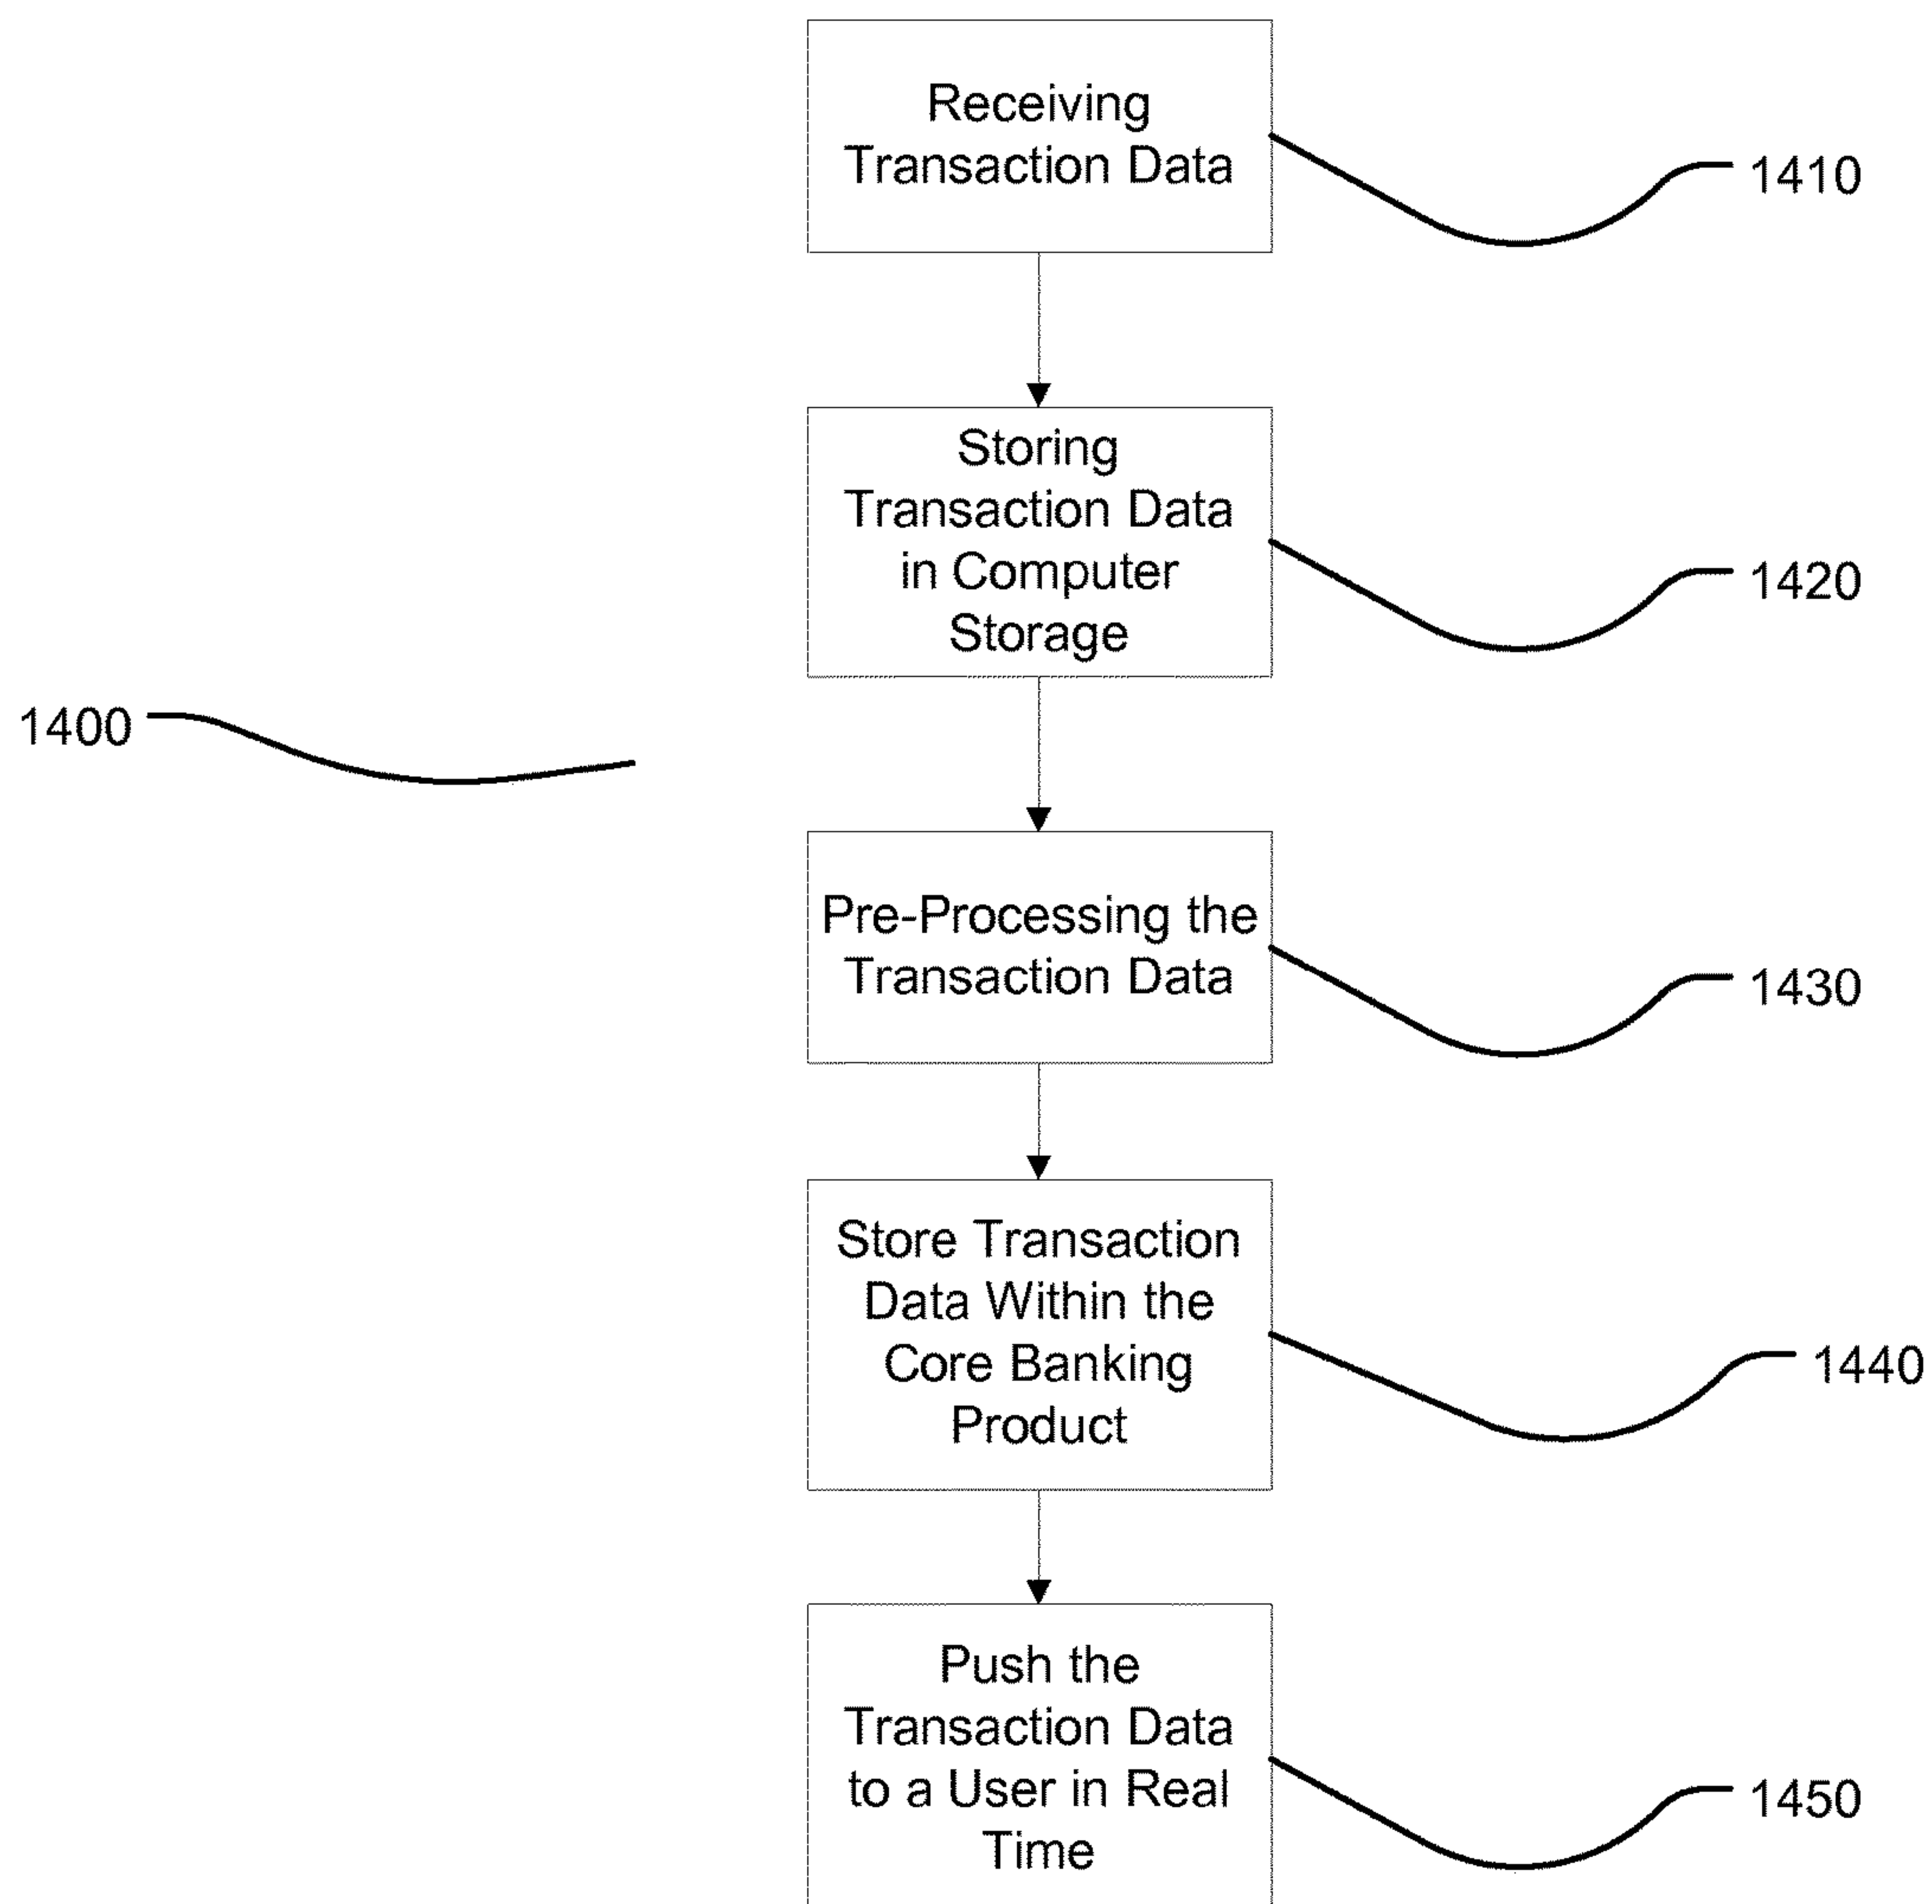 Receiving
Transaction Data
1410
Storing
Transaction Data
in Computer
Storage
1420
1400
Pre-Processing the
Transaction Data
1430
Store Transaction
Data Within the
Core Banking
Product
1440
Push the
Transaction Data
to a User in Real
Time
1450